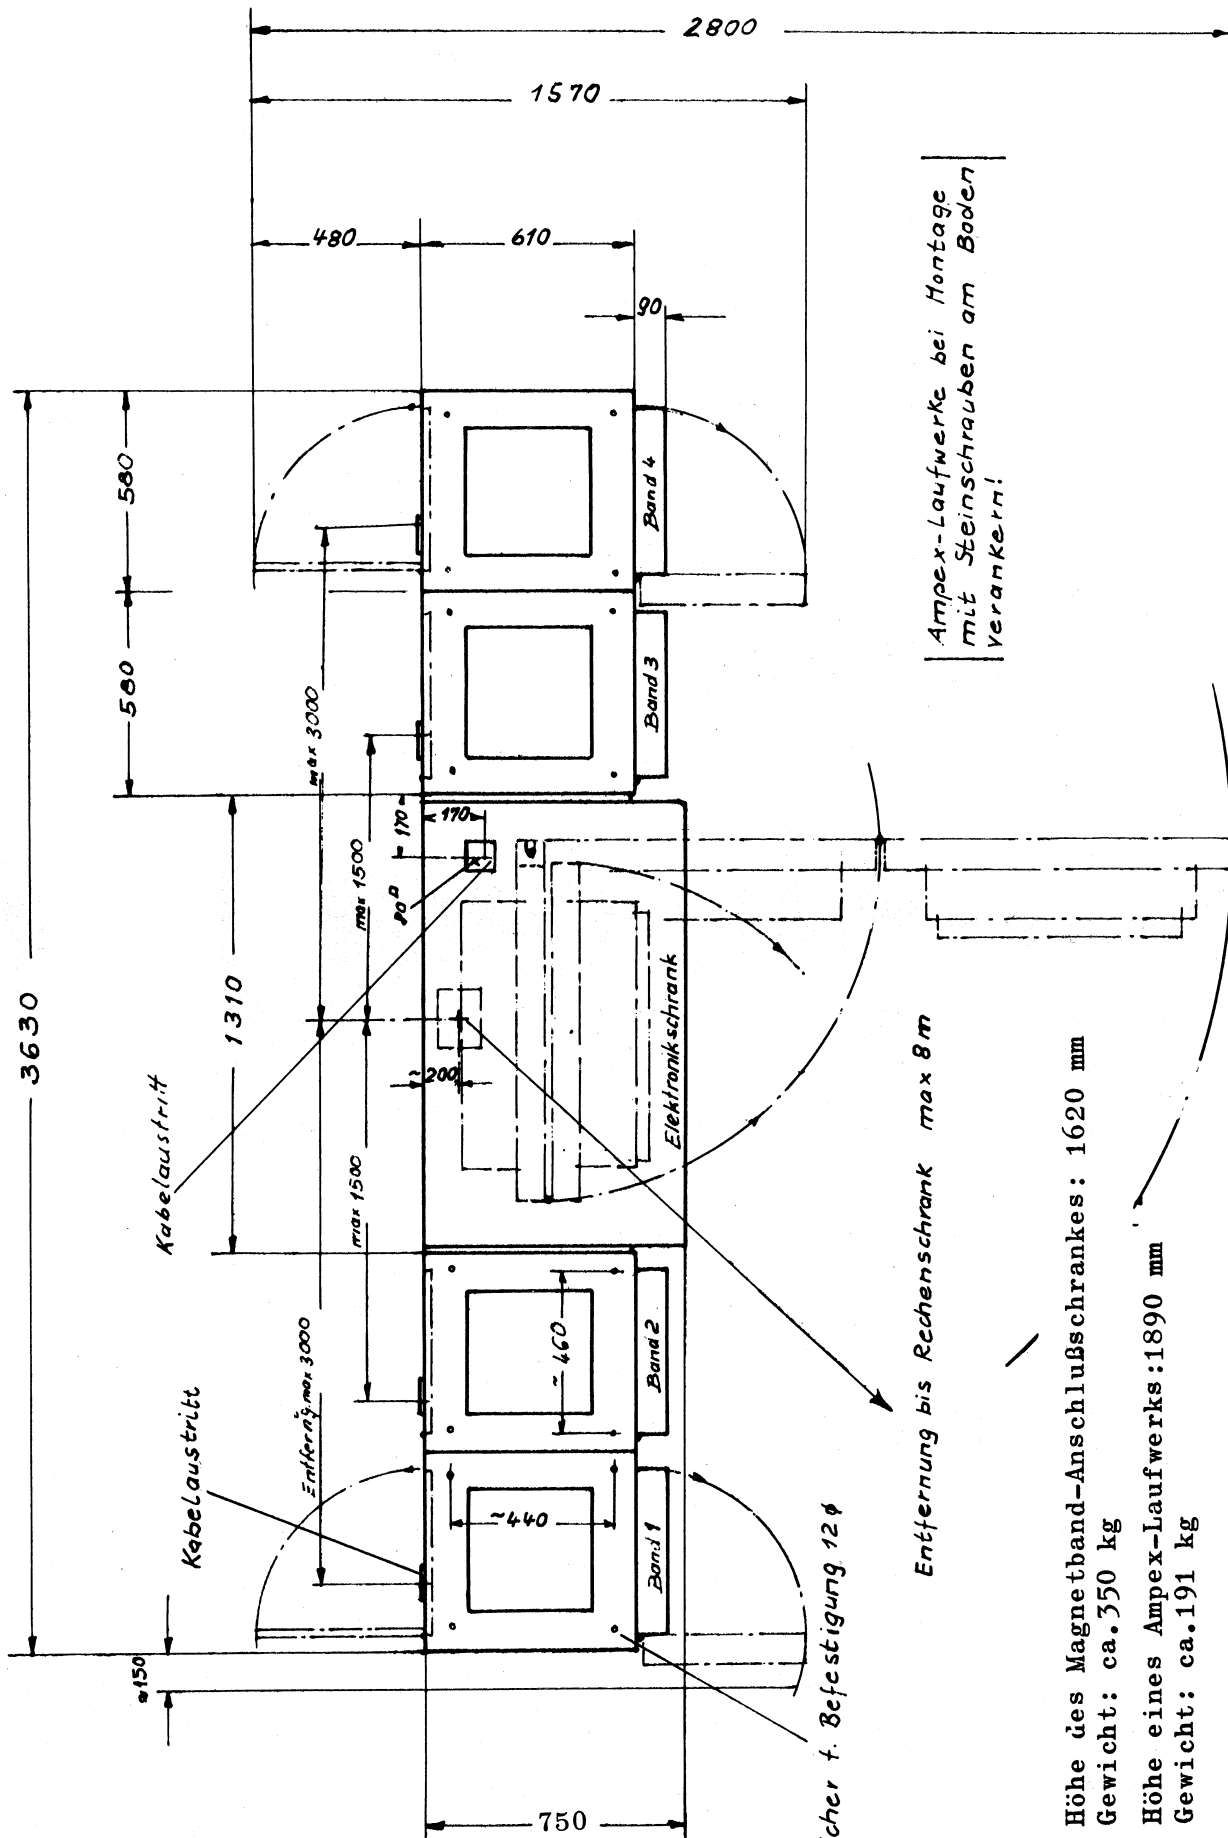 2800
1570
480
610
90
580
580
3630
1310
max 3000
max 1500
170
170
80
~200
max 1500
Entferng. max 3000
~460
~440
≈150
750
Band 4
Band 3
Elektronikschrank
Band 2
Band 1
Kabelaustritt
Kabelaustritt
Ampex-Laufwerke bei Montage
mit Steinschrauben am Boden
verankern!
Entfernung bis Rechenschrank max 8m
cher f. Befestigung 12φ
Höhe des Magnetband-Anschlußschrankes: 1620 mm
Gewicht: ca.350 kg
Höhe eines Ampex-Laufwerks:1890 mm
Gewicht: ca.191 kg